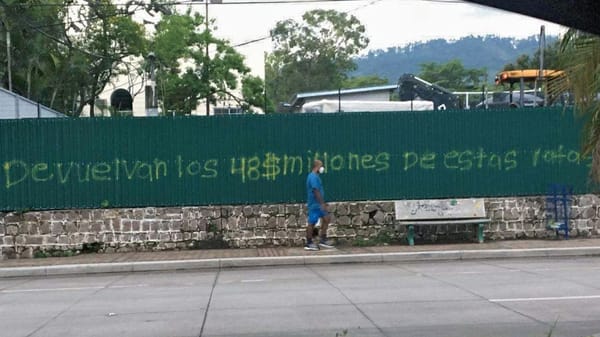 Devuelvan los 48$ millones De estas ratas